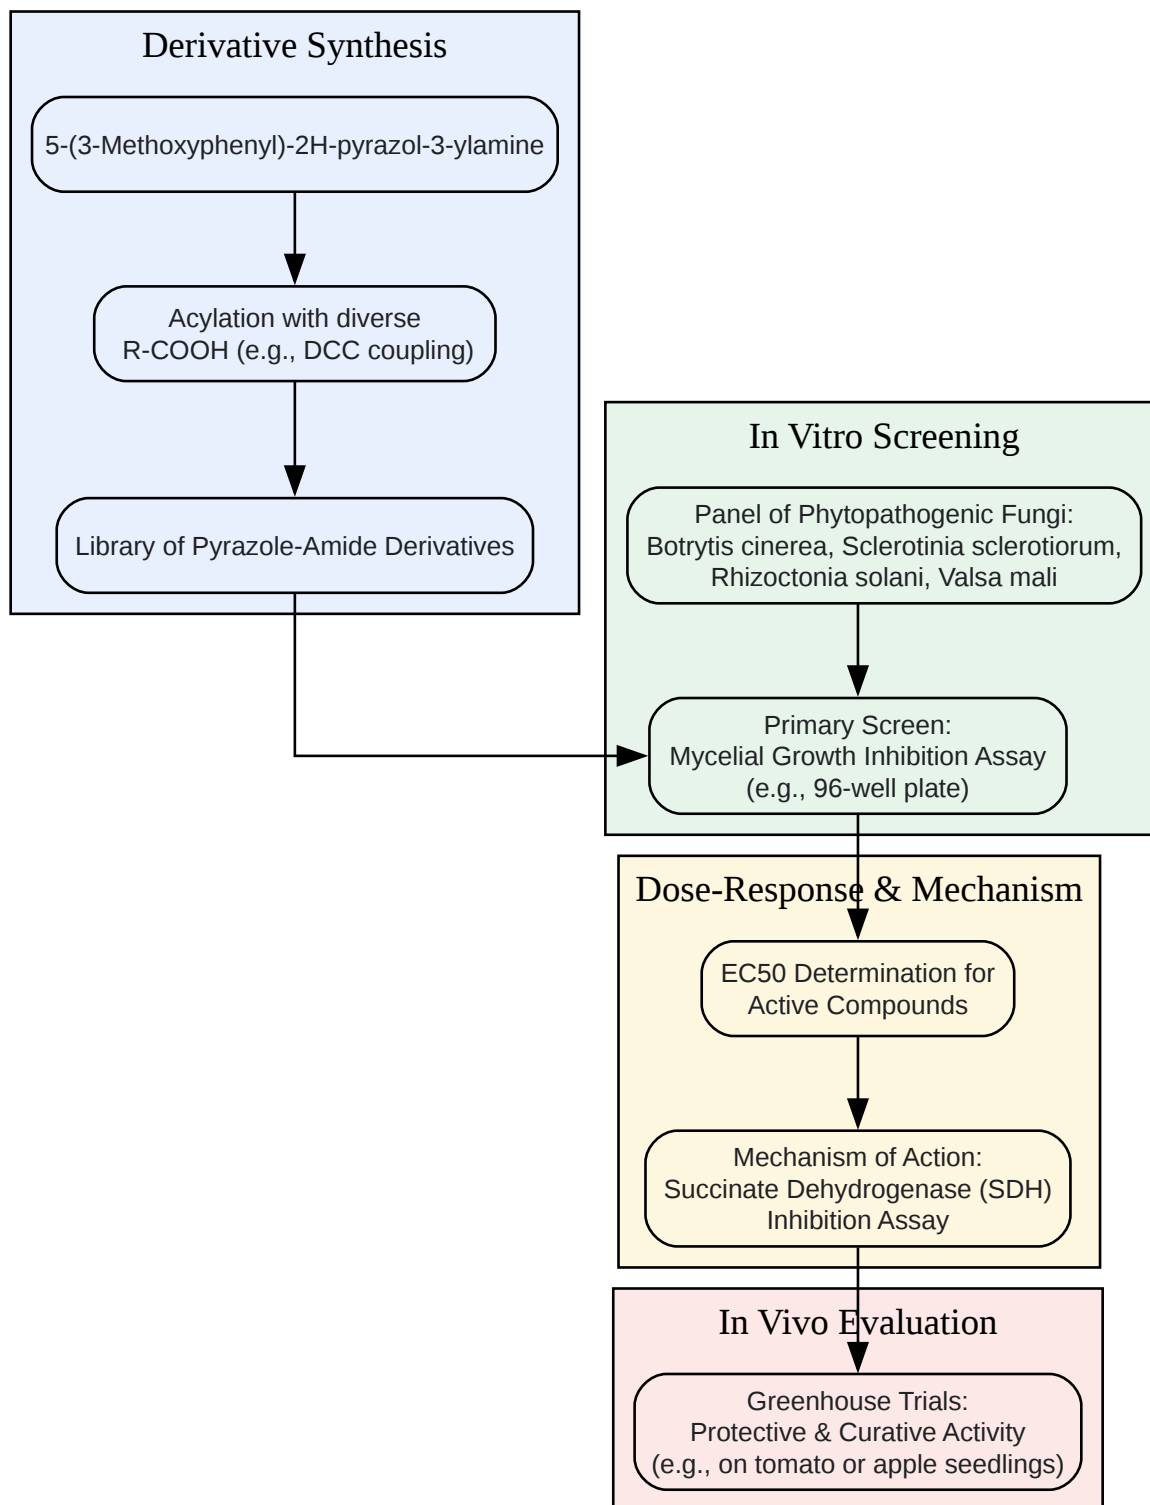 Derivative Synthesis
5-(3-Methoxyphenyl)-2H-pyrazol-3-ylamine
Acylation with diverse
R-COOH (e.g., DCC coupling)
Library of Pyrazole-Amide Derivatives
In Vitro Screening
Panel of Phytopathogenic Fungi:
Botrytis cinerea, Sclerotinia sclerotiorum,
Rhizoctonia solani, Valsa mali
Primary Screen:
Mycelial Growth Inhibition Assay
(e.g., 96-well plate)
Dose-Response & Mechanism
EC50 Determination for
Active Compounds
Mechanism of Action:
Succinate Dehydrogenase (SDH)
Inhibition Assay
In Vivo Evaluation
Greenhouse Trials:
Protective & Curative Activity
(e.g., on tomato or apple seedlings)